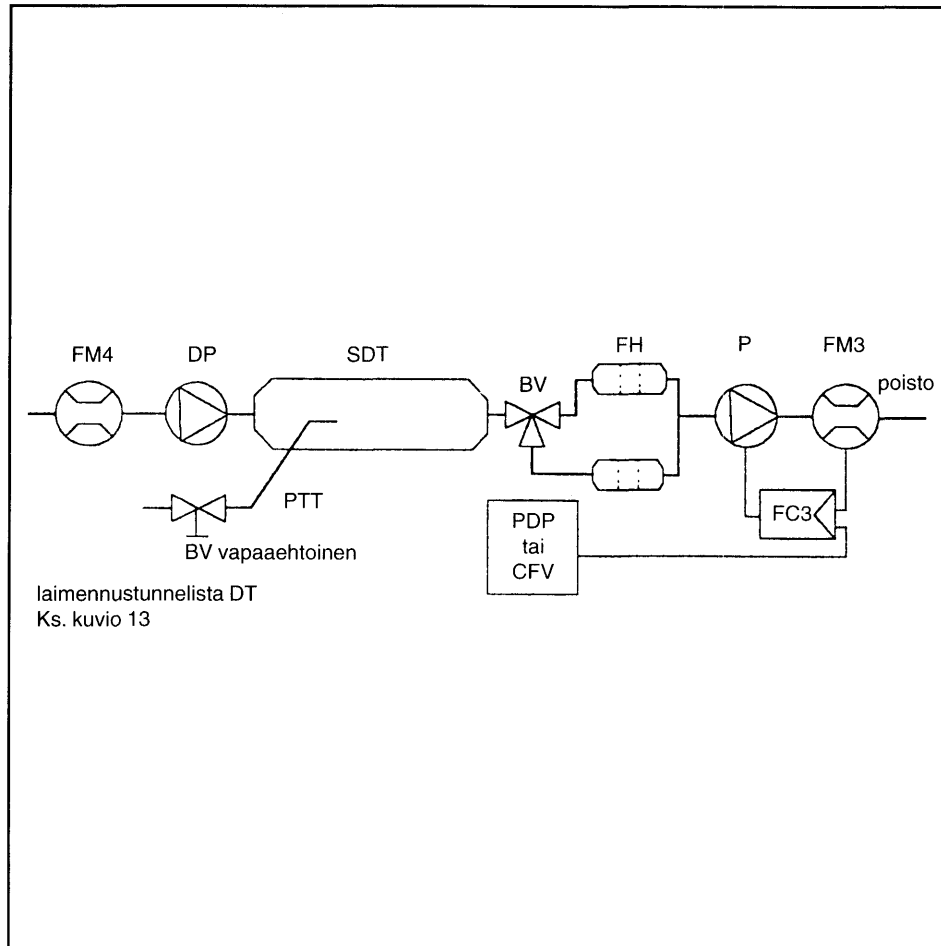 FM4
DP
SDT
BV
FH
P
FM3
poisto
PTT
BV vapaaehtoinen
FC3
PDP
tai
CFV
laimennustunnelista DT
Ks. kuvio 13